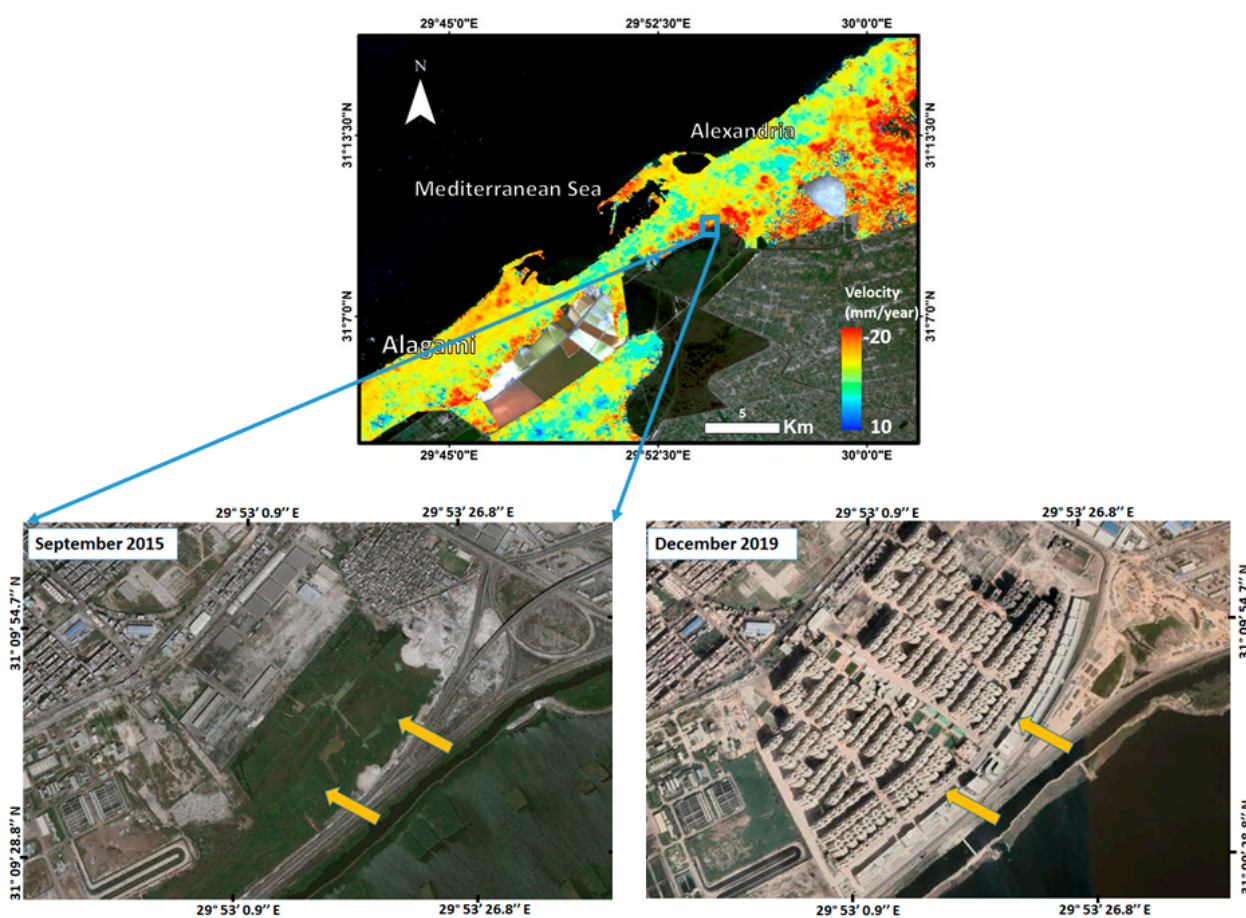 29°45'0"E 29°52'30"E 30°0'0"E
N
31°13'30"N
31°13'30"N
Alexandria
Mediterranean Sea
31°7'0"N
31°7'0"N
Alagami
Velocity
(mm/year)
-20
10
5
Km
29°45'0"E 29°52'30"E 30°0'0"E
29°53′ 0.9′′ E 29°53′ 26.8′′ E
September 2015
31° 09′ 54.7′′ N
31° 09′ 28.8′′ N
29°53′ 0.9′′ E 29°53′ 26.8′′ E
29°53′ 0.9′′ E 29°53′ 26.8′′ E
December 2019
31° 09′ 54.7′′ N
31° 09′ 28.8′′ N
29°53′ 0.9′′ E 29°53′ 26.8′′ E